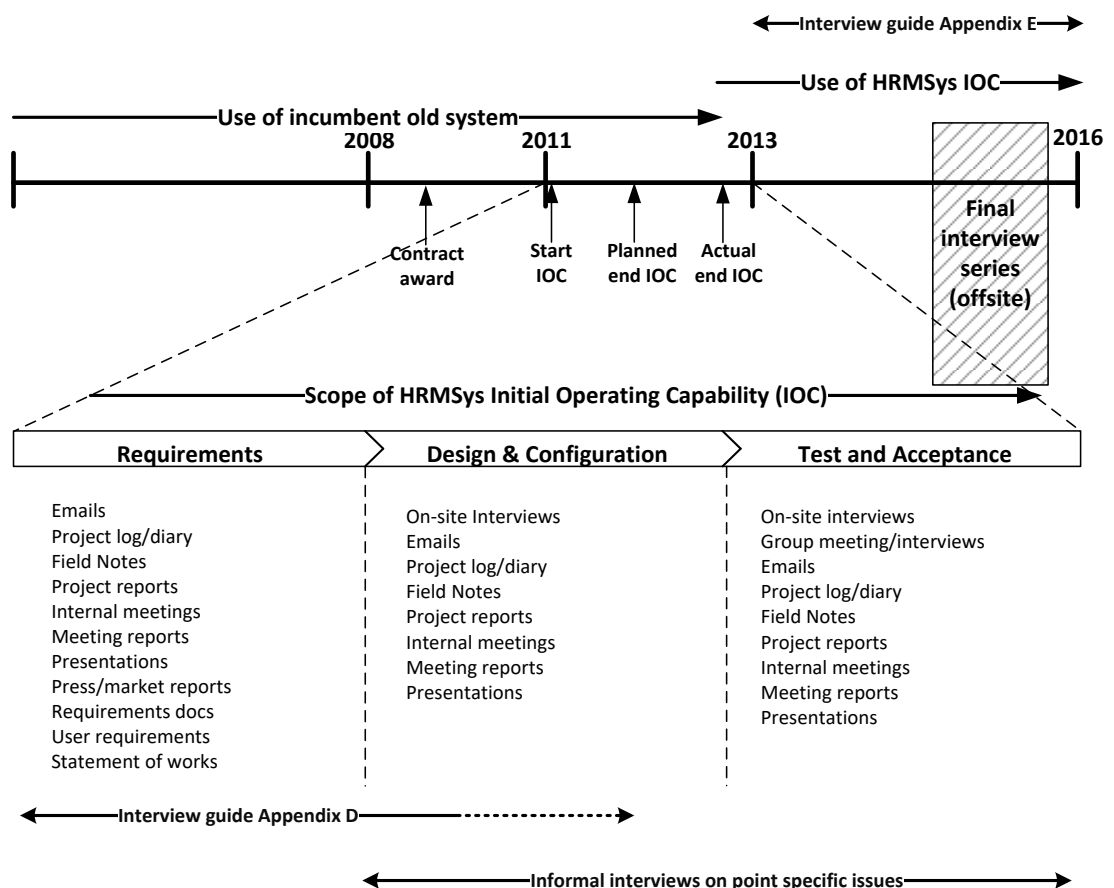 Interview guide Appendix E
Use of HRMSys IOC
Use of incumbent old system
2008
2011
2013
2016
Contract
award
Start
IOC
Planned
end IOC
Actual
end IOC
Final
interview
series
(offsite)
Scope of HRMSys Initial Operating Capability (IOC)
Requirements
Design & Configuration
Test and Acceptance
Emails
Project log/diary
Field Notes
Project reports
Internal meetings
Meeting reports
Presentations
Press/market reports
Requirements docs
User requirements
Statement of works
On-site Interviews
Emails
Project log/diary
Field Notes
Project reports
Internal meetings
Meeting reports
Presentations
On-site interviews
Group meeting/interviews
Emails
Project log/diary
Field Notes
Project reports
Internal meetings
Meeting reports
Presentations
Interview guide Appendix D
Informal interviews on point specific issues